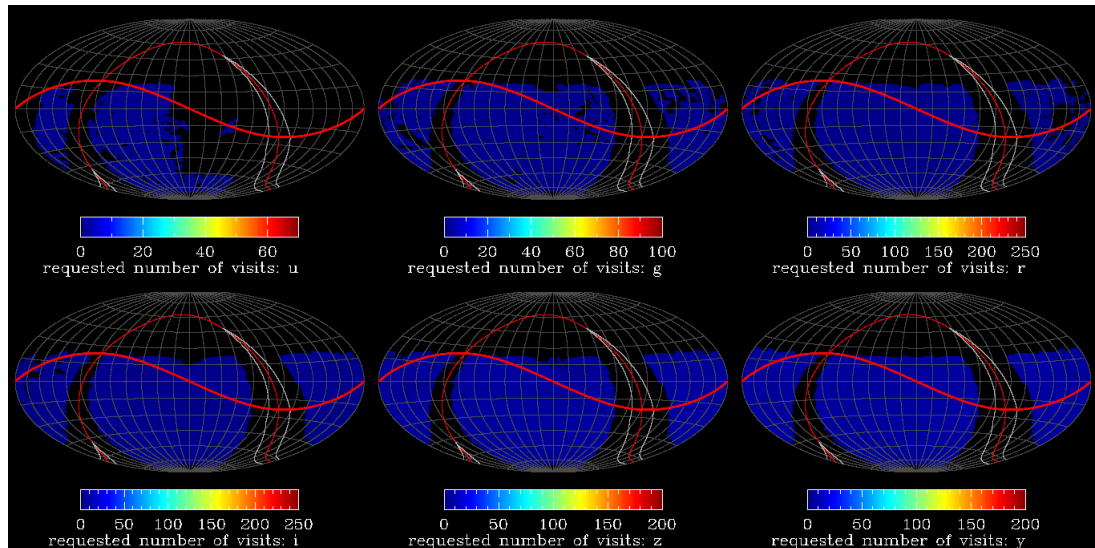 0 20 40 60
requested number of visits: u
0 20 40 60 80 100
requested number of visits: g
0 50 100 150 200 250
requested number of visits: r
0 50 100 150 200 250
requested number of visits: i
0 50 100 150 200
requested number of visits: z
0 50 100 150 200
requested number of visits: y